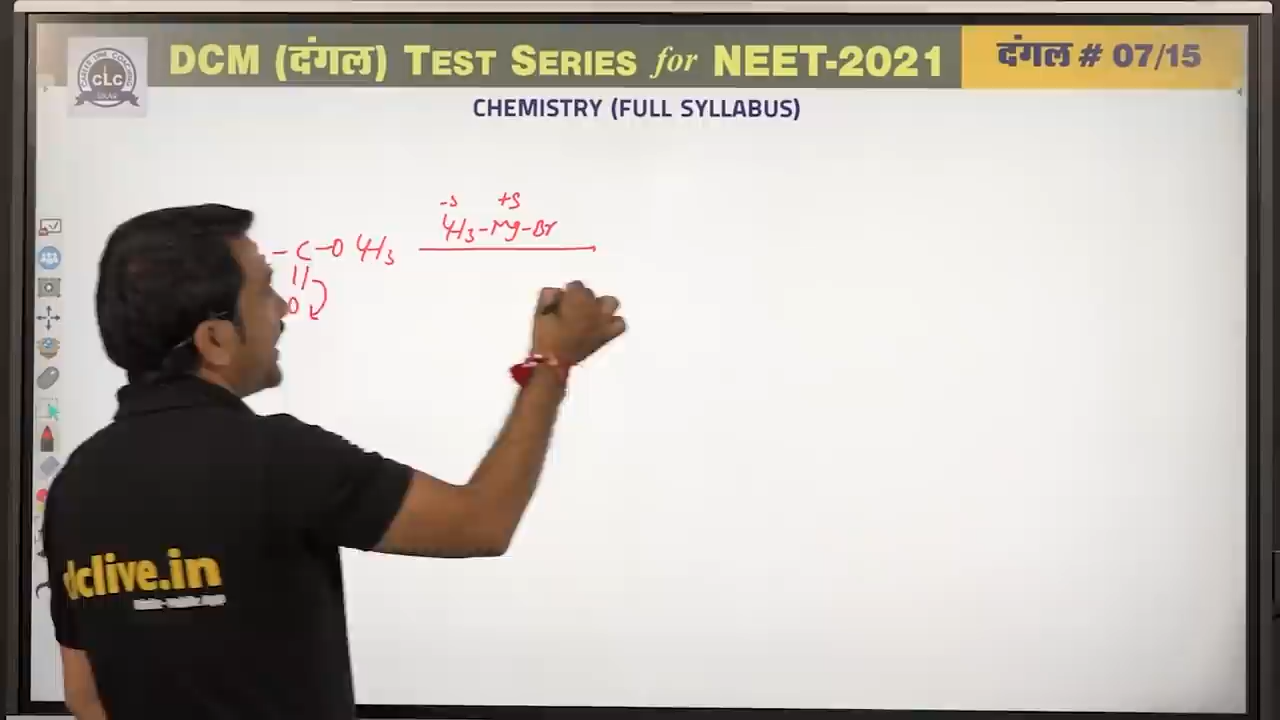 DCM (दंगल) TEST SERIES for NEET-2021
दंगल # 07/15
CLC
CHEMISTRY (FULL SYLLABUS)
-δ +δ
CH3-Mg-Br
- C - O CH3
||
O
clclive.in